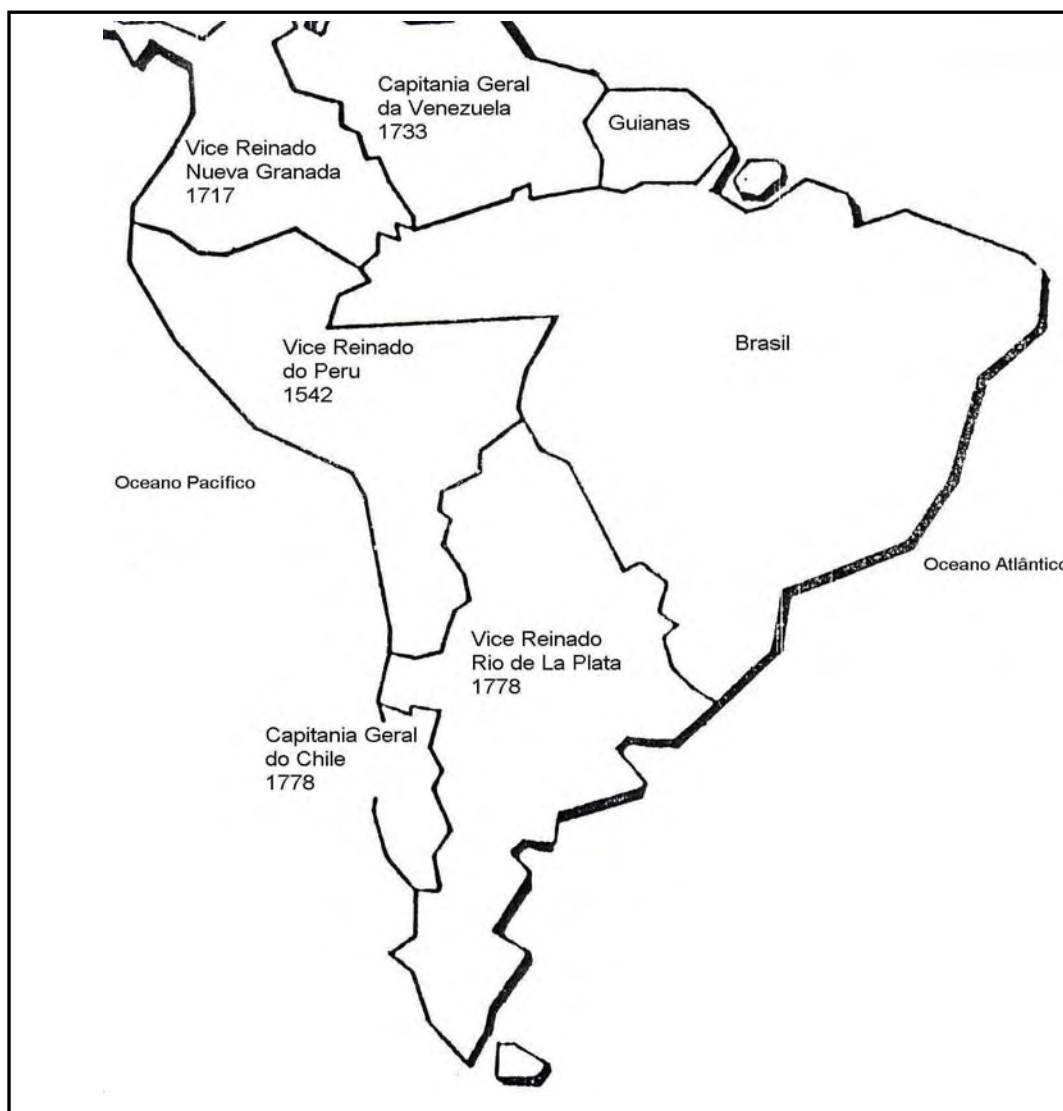 Capitania Geral
da Venezuela
1733
Guianas
Vice Reinado
Nueva Granada
1717
Brasil
Vice Reinado
do Peru
1542
Oceano Pacífico
Oceano Atlântico
Vice Reinado
Rio de La Plata
1778
Capitania Geral
do Chile
1778